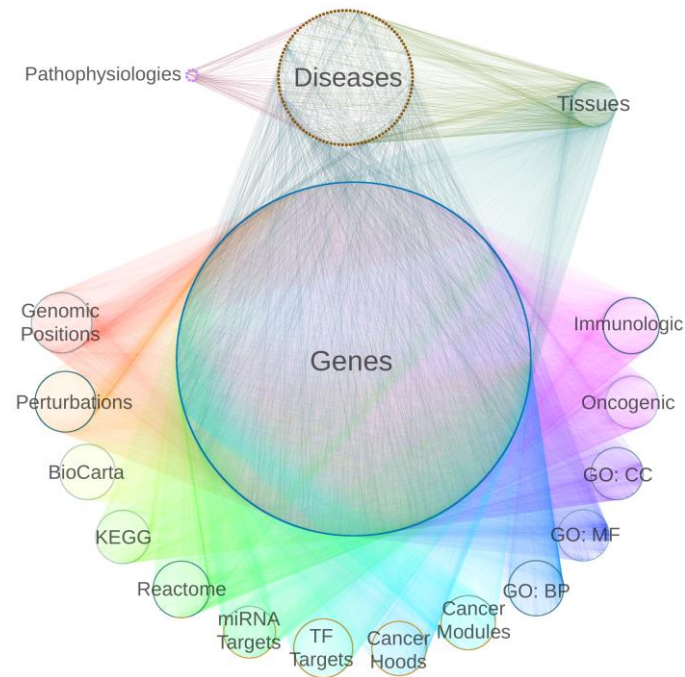 Pathophysiologies
Diseases
Tissues
Genomic
Positions
Immunologic
Genes
Perturbations
Oncogenic
BioCarta
GO: CC
KEGG
GO: MF
Reactome
GO: BP
miRNA
Targets
TF
Targets
Cancer
Hoods
Cancer
Modules